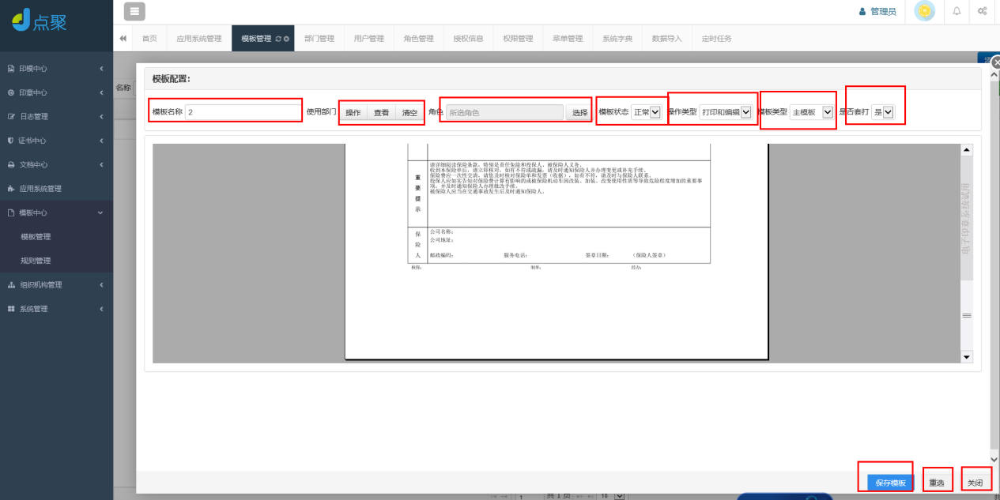 点聚
管理员
首页 应用系统管理 模板管理 部门管理 用户管理 角色管理 授权信息 权限管理 菜单管理 系统字典 数据导入 定时任务
印模中心
印章中心
日志管理
证书中心
文档中心
应用系统管理
模板中心
模板管理
规则管理
组织机构管理
系统管理
名称
模板配置：
模板名称 2 使用部门 操作 查看 清空 角色 所选角色 选择 模板状态 正常 操作类型 打印和编辑 模板类型 主模板 是否套打 是
重要提示
请详细阅读保险条款，特别是责任免除和投保人、被保险人义务。
收到本保险单后，请立即核对，如有不符或疏漏，请及时通知保险人并办理变更或补充手续。
保险费应一次性交清，请您及时核对保险单和发票（收据），如有不符，请及时与保险人联系。
投保人应如实告知对保险费计算有影响的或被保险机动车因改装、加装、改变使用性质等导致危险程度增加的重要事
项，并及时通知保险人办理批改手续。
被保险人应当在交通事故发生后及时通知保险人。
保险人
公司名称：
公司地址：
邮政编码： 服务电话： 签章日期： （保险人签章）
核保： 制单： 经办：
电子印章系统试用
保存模板 重选 关闭
1 共 1 页 10